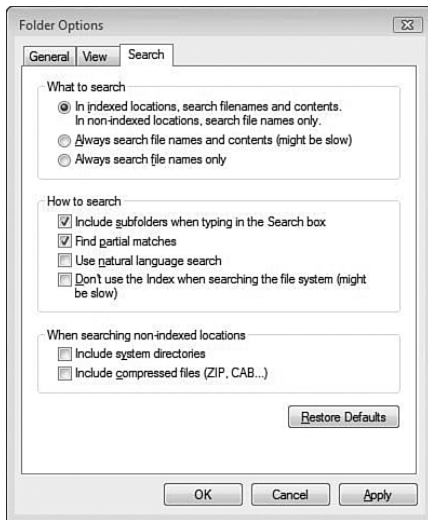 Folder Options
General View Search
What to search
In indexed locations, search filenames and contents.
In non-indexed locations, search file names only.
Always search file names and contents (might be slow)
Always search file names only
How to search
Include subfolders when typing in the Search box
Find partial matches
Use natural language search
Don't use the Index when searching the file system (might
be slow)
When searching non-indexed locations
Include system directories
Include compressed files (ZIP, CAB...)
Restore Defaults
OK Cancel Apply